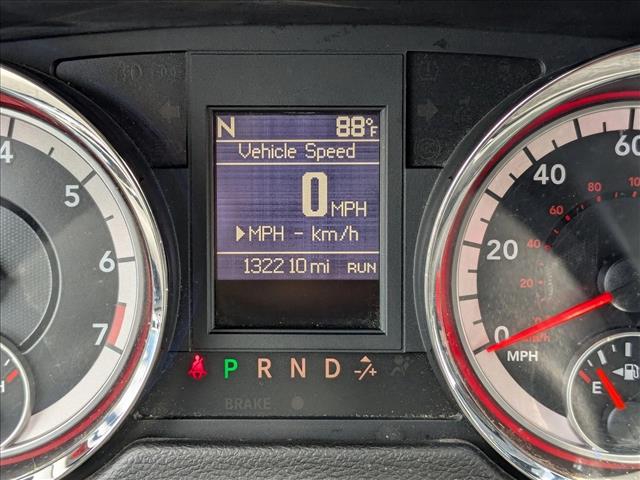 N 88°F
Vehicle Speed
0 MPH
▶MPH - km/h
132210 mi RUN
P R N D -/+
BRAKE
4
5
6
7
H
0
20
40
60
MPH
20
40
60
80
km/h
E